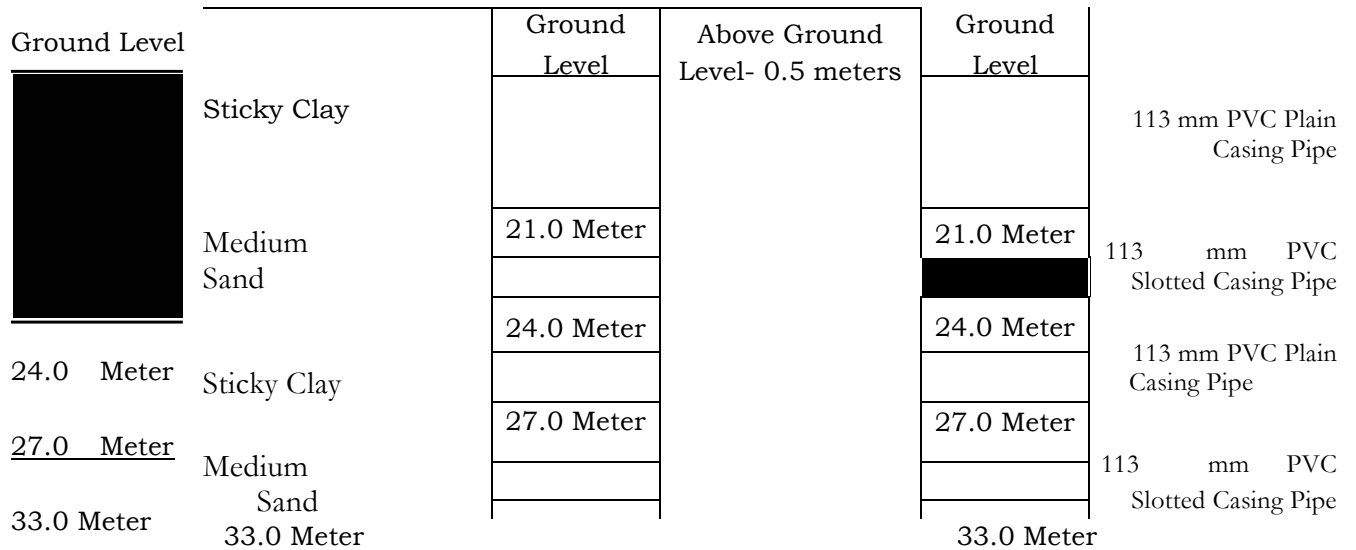 Ground Level
24.0 Meter
27.0 Meter
33.0 Meter
Sticky Clay
Medium
Sand
Sticky Clay
Medium
Sand
33.0 Meter
Ground
Level
21.0 Meter
24.0 Meter
27.0 Meter
Above Ground
Level- 0.5 meters
Ground
Level
21.0 Meter
24.0 Meter
27.0 Meter
33.0 Meter
113 mm PVC Plain
Casing Pipe
113 mm PVC
Slotted Casing Pipe
113 mm PVC Plain
Casing Pipe
113 mm PVC
Slotted Casing Pipe